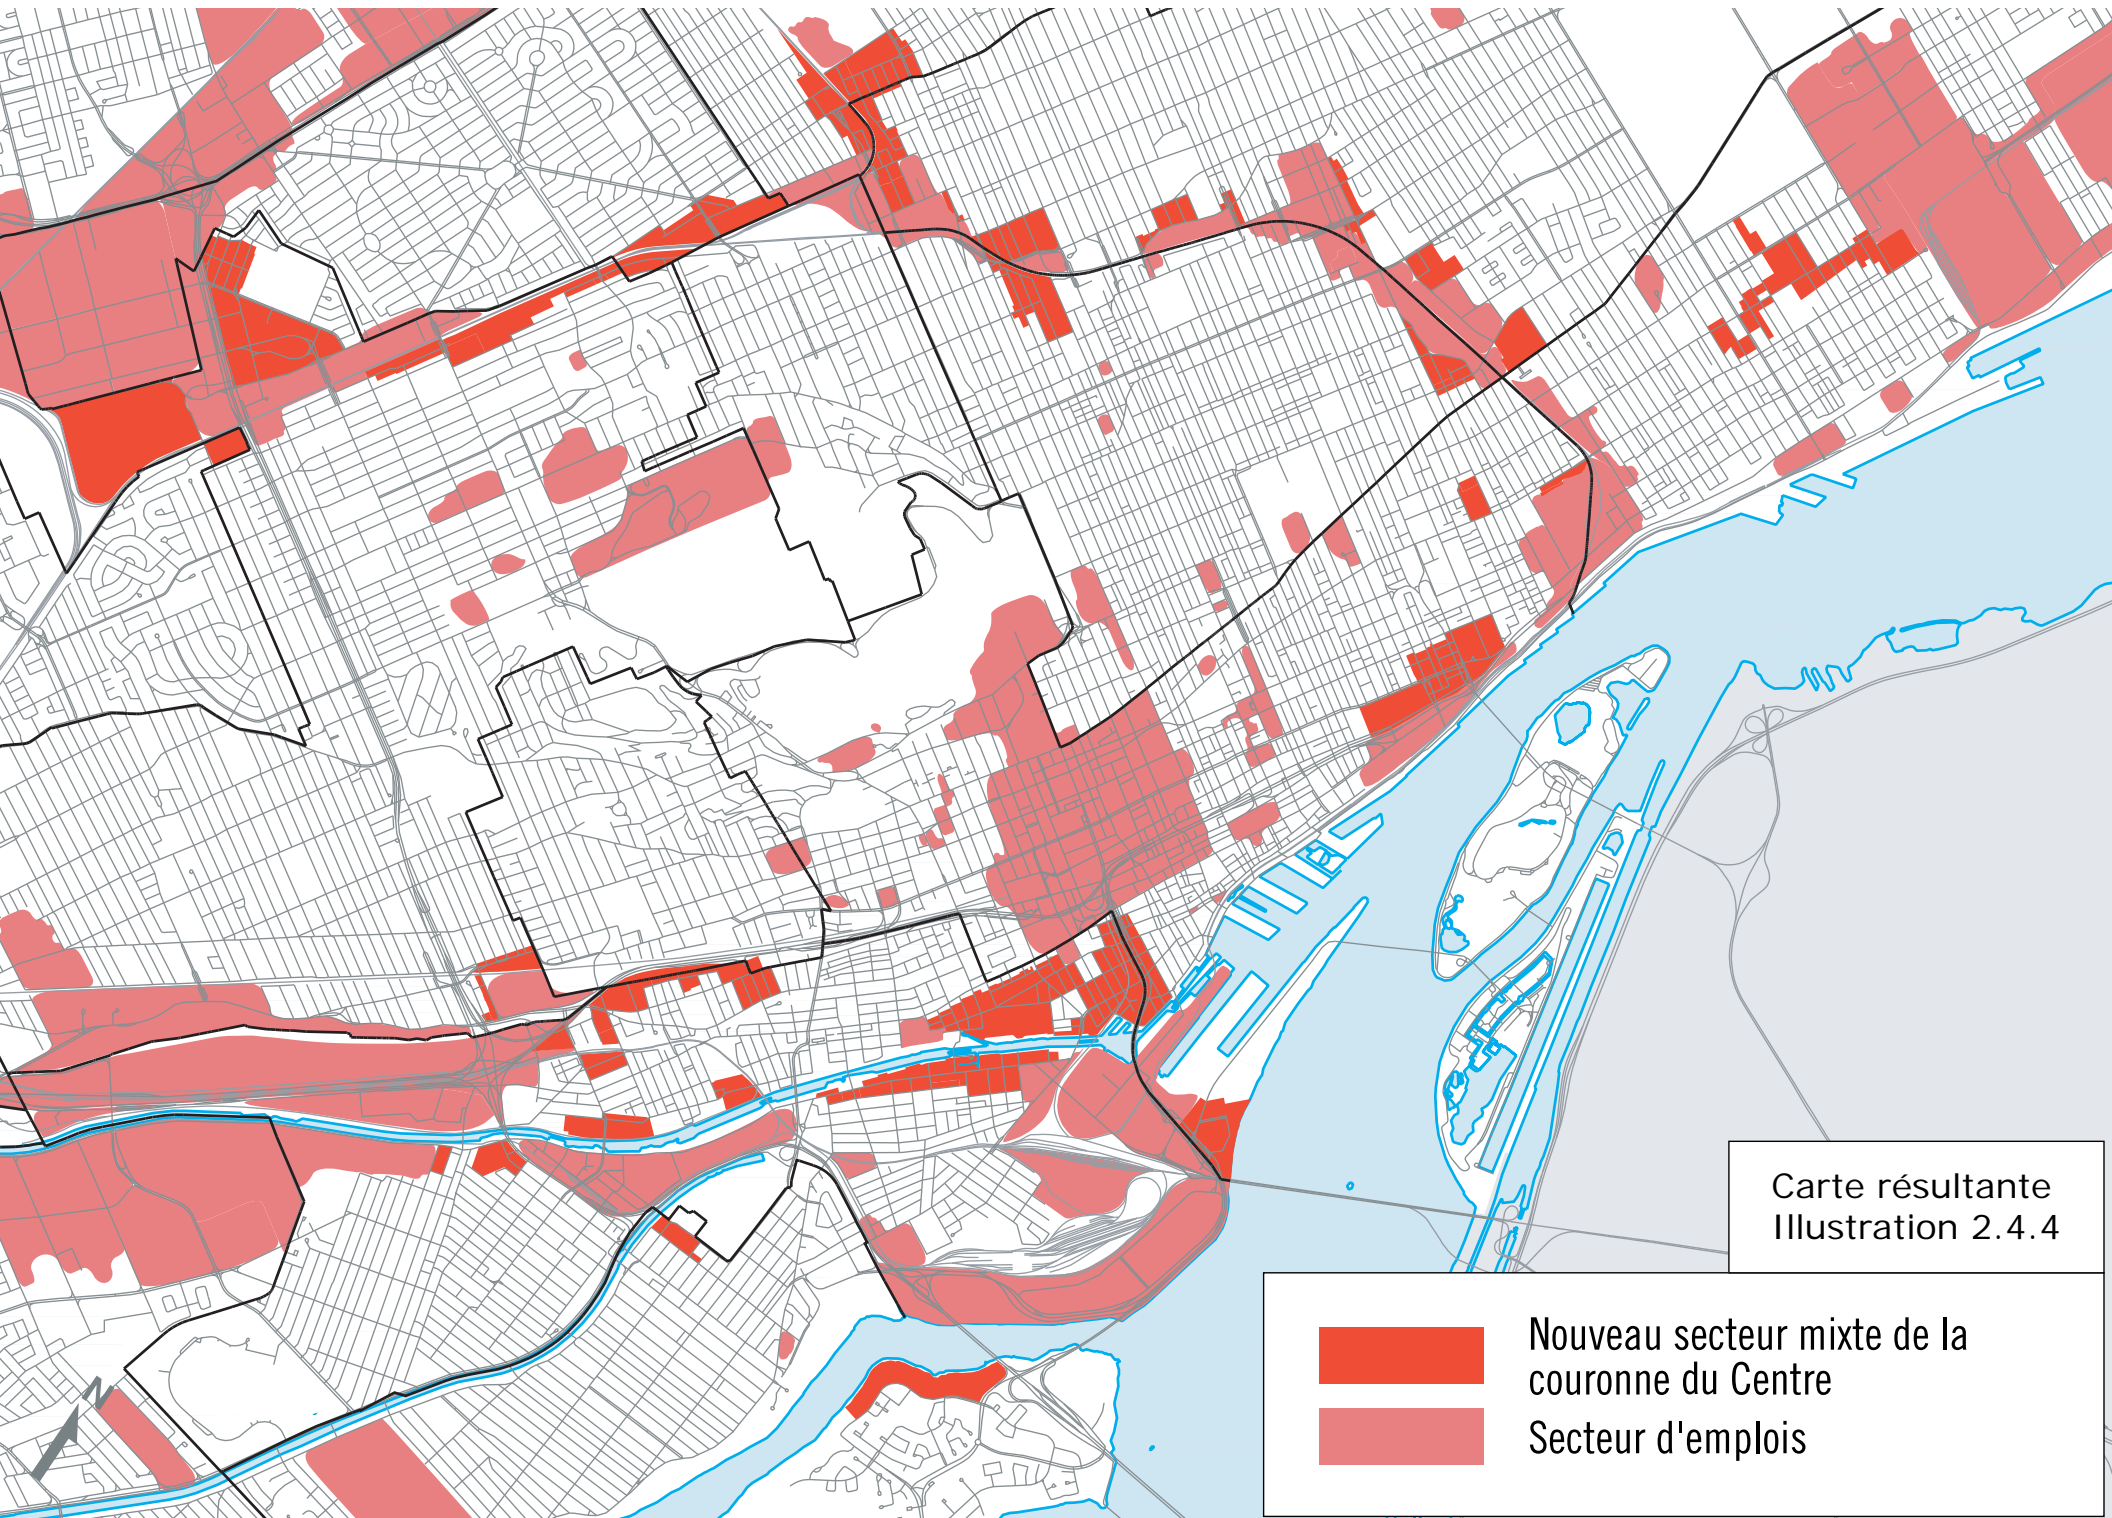 Carte résultante
Illustration 2.4.4
Nouveau secteur mixte de la
couronne du Centre
Secteur d'emplois
N